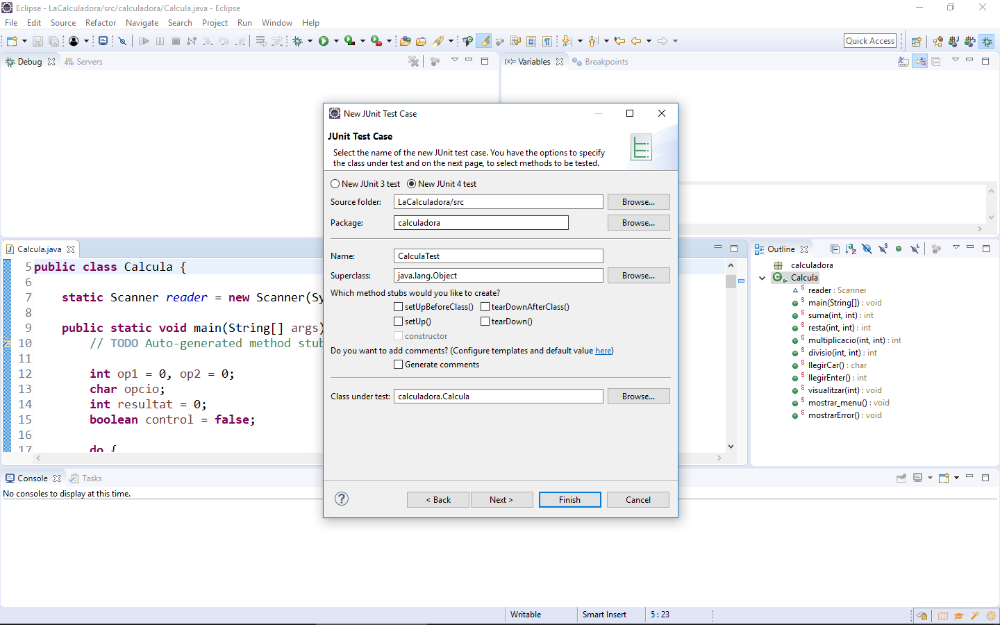 Eclipse - LaCalculadora/src/calculadora/Calcula.java - Eclipse
File Edit Source Refactor Navigate Search Project Run Window Help
Quick Access
Debug Servers
(x)= Variables Breakpoints
New JUnit Test Case
JUnit Test Case
Select the name of the new JUnit test case. You have the options to specify
the class under test and on the next page, to select methods to be tested.
New JUnit 3 test New JUnit 4 test
Source folder: LaCalculadora/src Browse...
Package: calculadora Browse...
Name: CalculaTest
Superclass: java.lang.Object Browse...
Which method stubs would you like to create?
setUpBeforeClass() tearDownAfterClass()
setUp() tearDown()
constructor
Do you want to add comments? (Configure templates and default value here)
Generate comments
Class under test: calculadora.Calcula Browse...
< Back Next > Finish Cancel
Calcula.java
5 public class Calcula {
6
7 static Scanner reader = new Scanner(Sy
8
9 public static void main(String[] args)
10 // TODO Auto-generated method stub
11
12 int op1 = 0, op2 = 0;
13 char opcio;
14 int resultat = 0;
15 boolean control = false;
16
17 do {
Outline
calculadora
Calcula
reader : Scanner
main(String[]) : void
suma(int, int) : int
resta(int, int) : int
multiplicacio(int, int) : int
divisio(int, int) : int
llegirCar() : char
llegirEnter() : int
visualitzar(int) : void
mostrar_menu() : void
mostrarError() : void
Console Tasks
No consoles to display at this time.
Writable Smart Insert 5 : 23